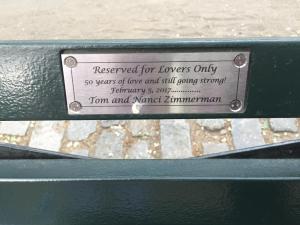 Reserved for Lovers Only
50 years of love and still going strong!
February 5, 2017.............
Tom and Nanci Zimmerman